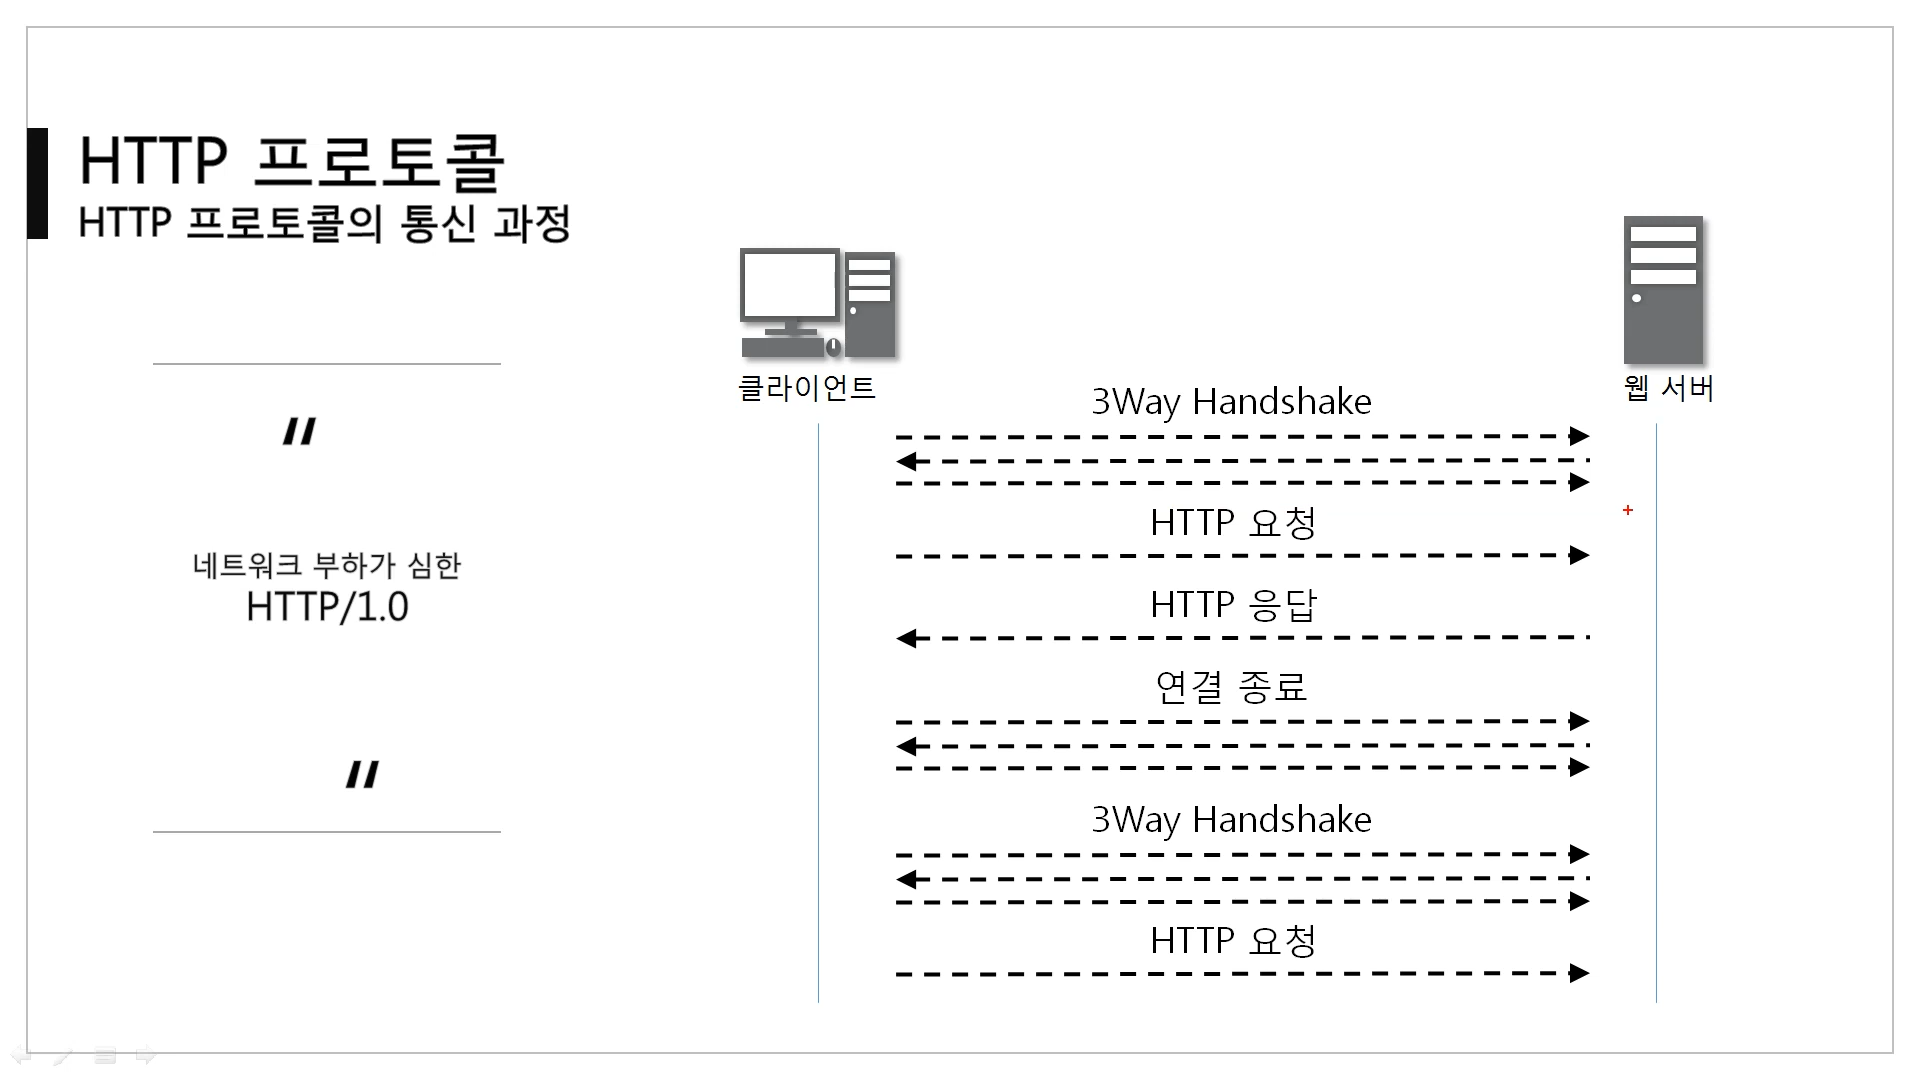 HTTP 프로토콜
HTTP 프로토콜의 통신 과정
"
네트워크 부하가 심한
HTTP/1.0
"
클라이언트
웹 서버
3Way Handshake
HTTP 요청
HTTP 응답
연결 종료
3Way Handshake
HTTP 요청